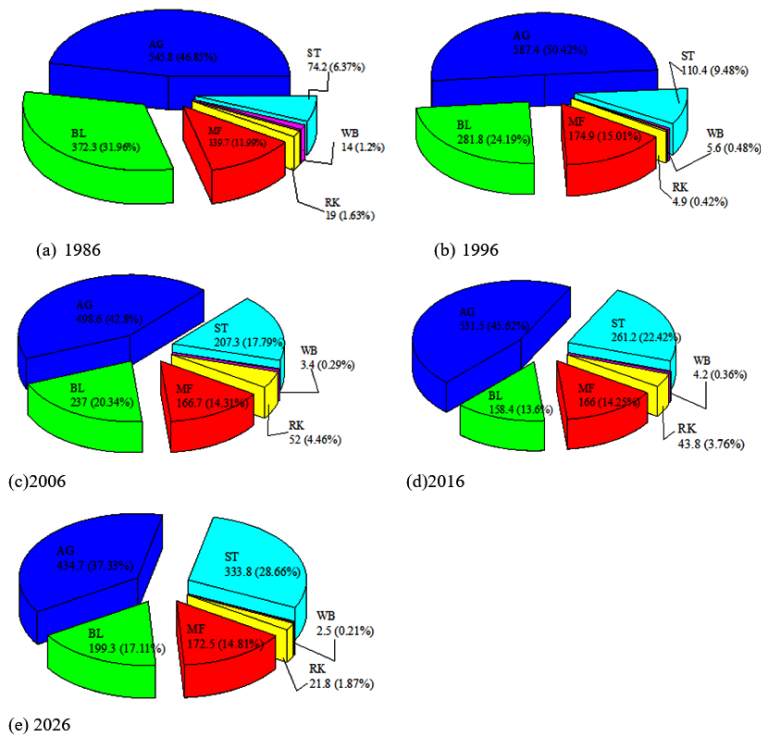 AG
545.8 (46.85%)
ST
74.2 (6.37%)
BL
372.3 (31.96%)
MF
139.7 (11.99%)
WB
14 (1.2%)
RK
19 (1.63%)
(a) 1986
AG
587.4 (50.42%)
ST
110.4 (9.48%)
BL
281.8 (24.19%)
MF
174.9 (15.01%)
WB
5.6 (0.48%)
RK
4.9 (0.42%)
(b) 1996
AG
498.6 (42.8%)
ST
207.3 (17.79%)
WB
3.4 (0.29%)
BL
237 (20.34%)
MF
166.7 (14.31%)
RK
52 (4.46%)
(c)2006
AG
531.5 (45.62%)
ST
261.2 (22.42%)
WB
4.2 (0.36%)
BL
158.4 (13.6%)
MF
166 (14.25%)
RK
43.8 (3.76%)
(d)2016
AG
434.7 (37.33%)
ST
333.8 (28.66%)
WB
2.5 (0.21%)
BL
199.3 (17.11%)
MF
172.5 (14.81%)
RK
21.8 (1.87%)
(e) 2026